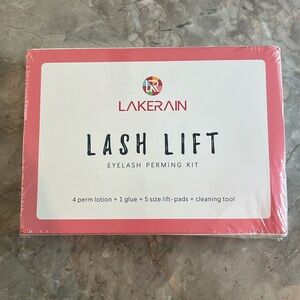 LAKERAIN
LASH LIFT
EYELASH PERMING KIT
4 perm lotion + 1 glue + 5 size lift-pads + cleaning tool